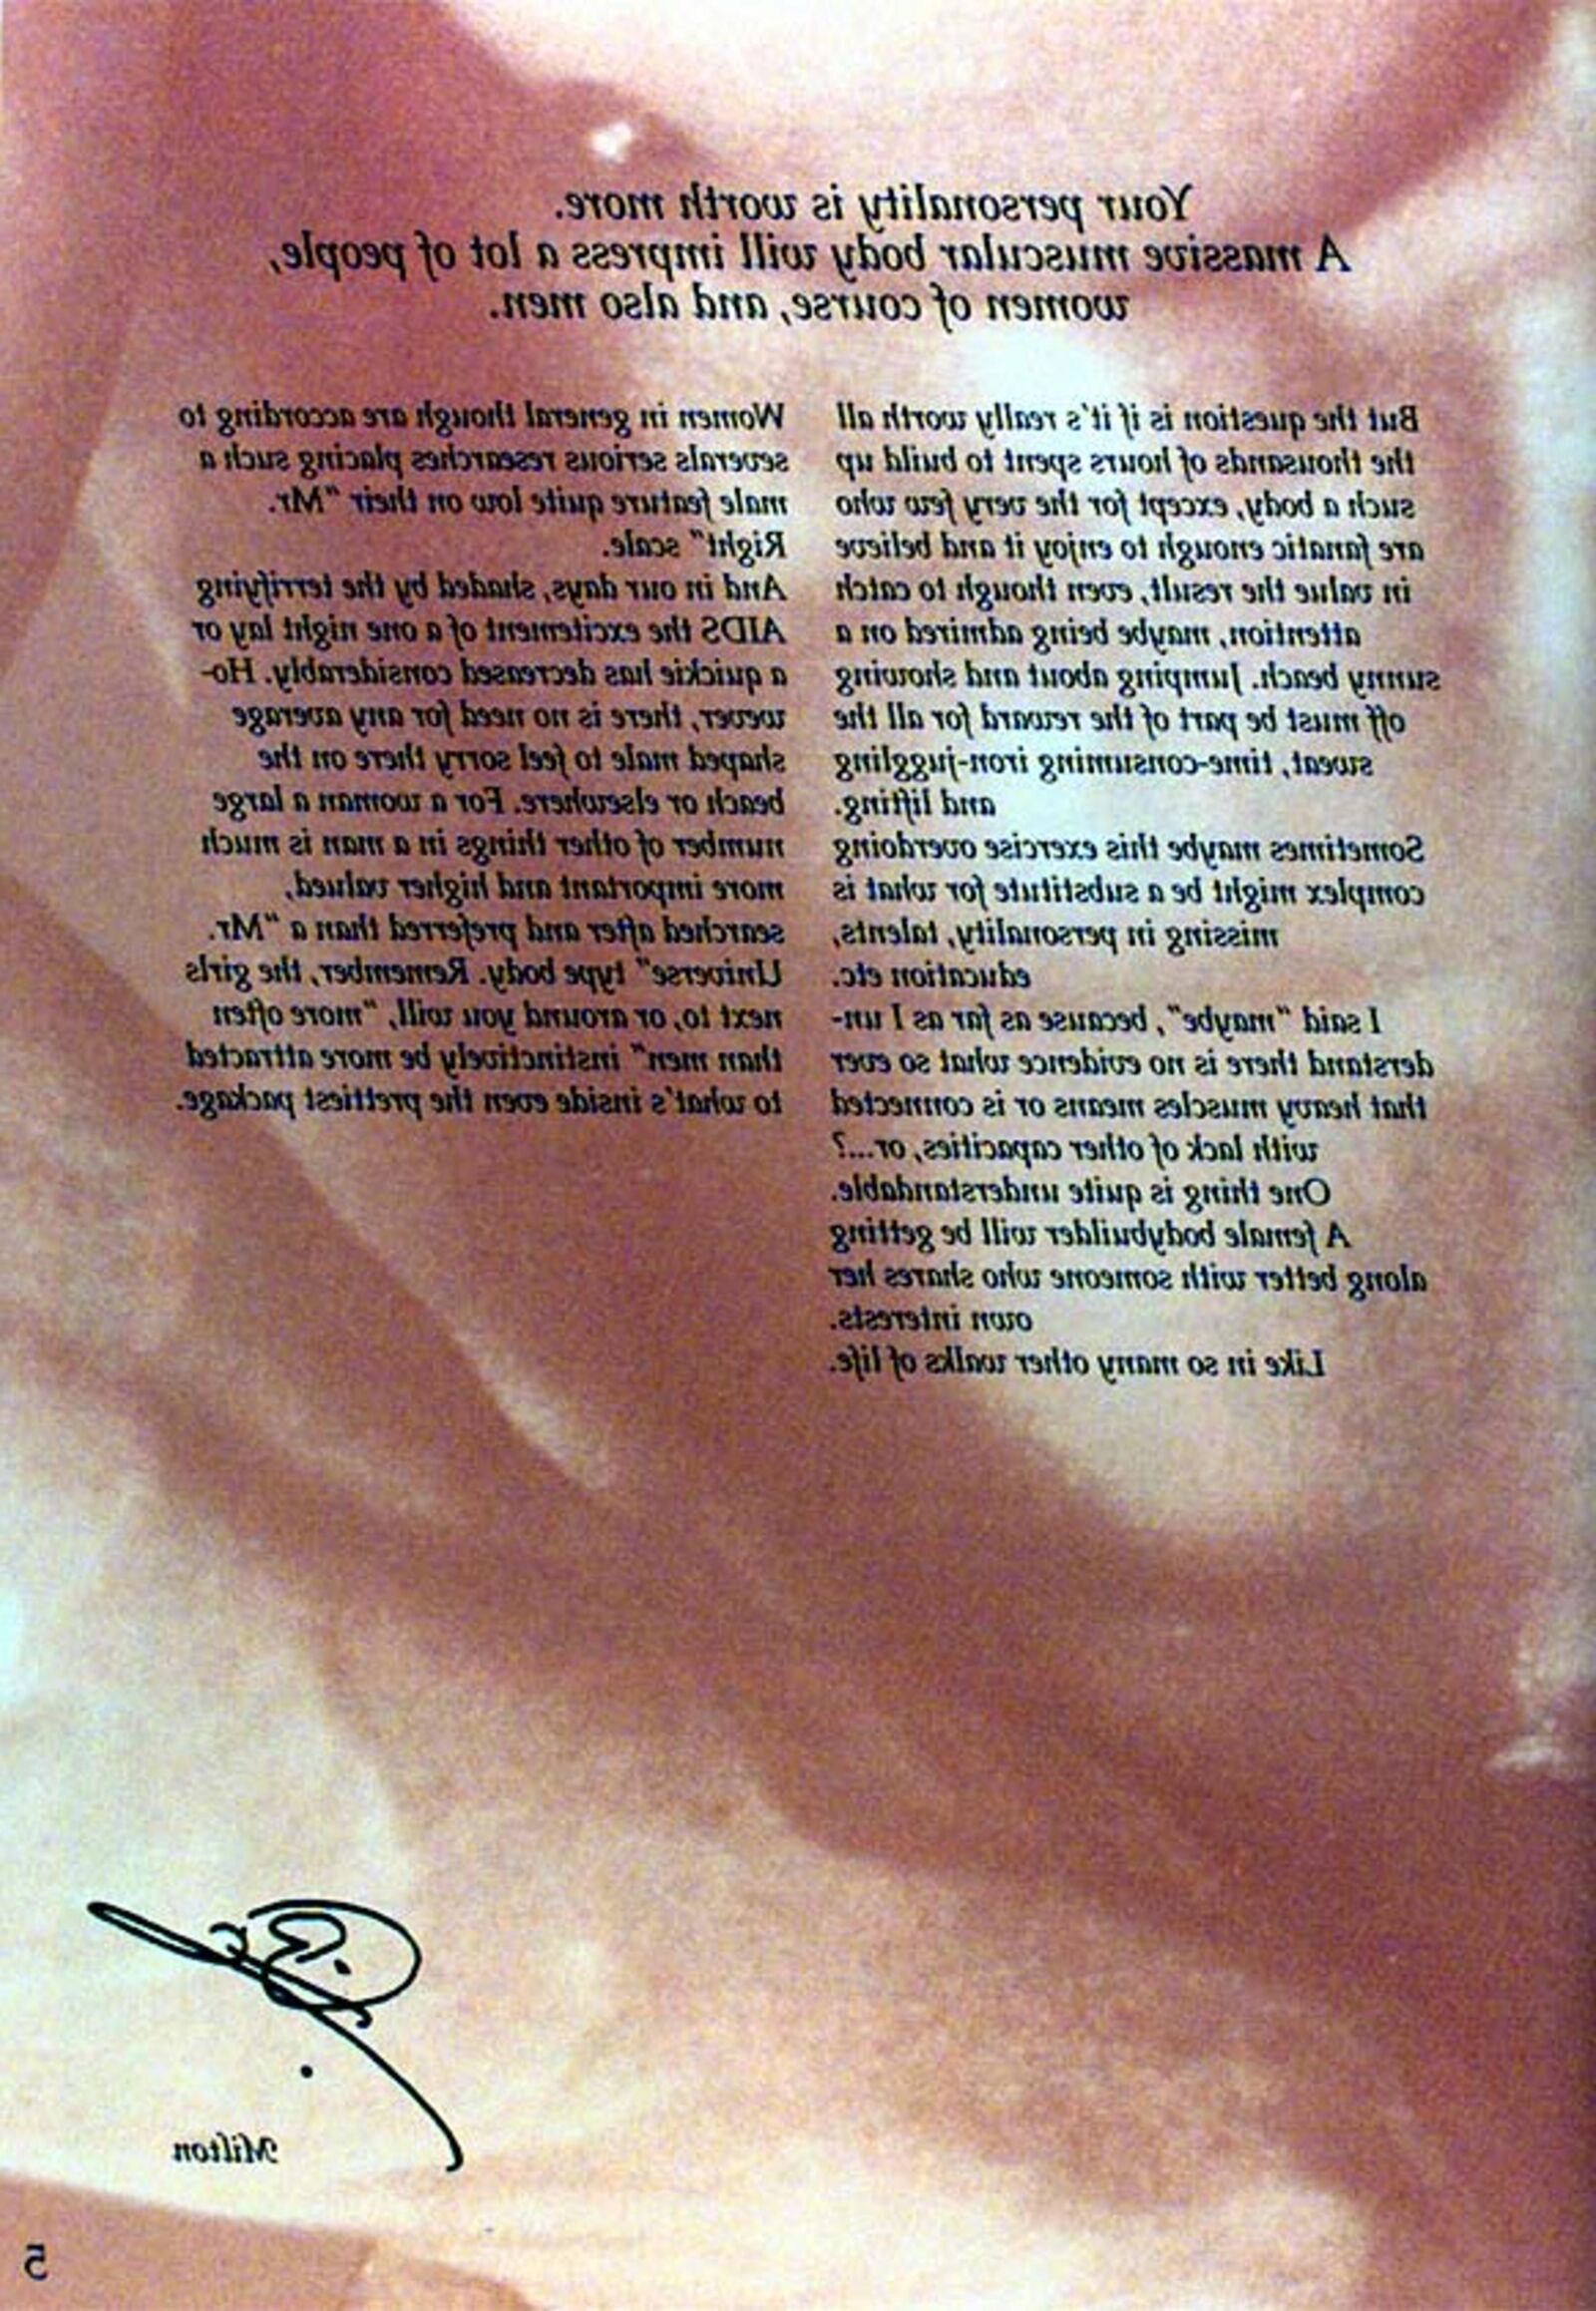 Your personality is worth more.
A massive muscular body will impress a lot of people,
women of course, and also men.
But the question is if it's really worth all
the thousands of hours spent to build up
such a body, except for the very few who
are fanatic enough to enjoy it and believe
in value the result, even though to catch
attention, maybe being admired on a
sunny beach. Jumping about and showing
off must be part of the reward for all the
sweat, time-consuming iron-juggling
and lifting.
Sometimes maybe this exercise overdoing
complex might be a substitute for what is
missing in personality, talents,
education etc.
I said "maybe", because as far as I un-
derstand there is no evidence what so ever
that heavy muscles means or is connected
with lack of other capacities, or...?
One thing is quite understandable.
A female bodybuilder will be getting
along better with someone who shares her
own interests.
Like in so many other walks of life.
Women in general though are according to
severals serious researches placing such a
male feature quite low on their "Mr.
Right" scale.
And in our days, shaded by the terrifying
AIDS the excitement of a one night lay or
a quickie has decreased considerably. Ho-
wever, there is no need for any average
shaped male to feel sorry there on the
beach or elsewhere. For a woman a large
number of other things in a man is much
more important and higher valued,
searched after and preferred than a "Mr.
Universe" type body. Remember, the girls
next to, or around you will, "more often
than men" instinctively be more attracted
to what's inside even the prettiest package.
Milton
5